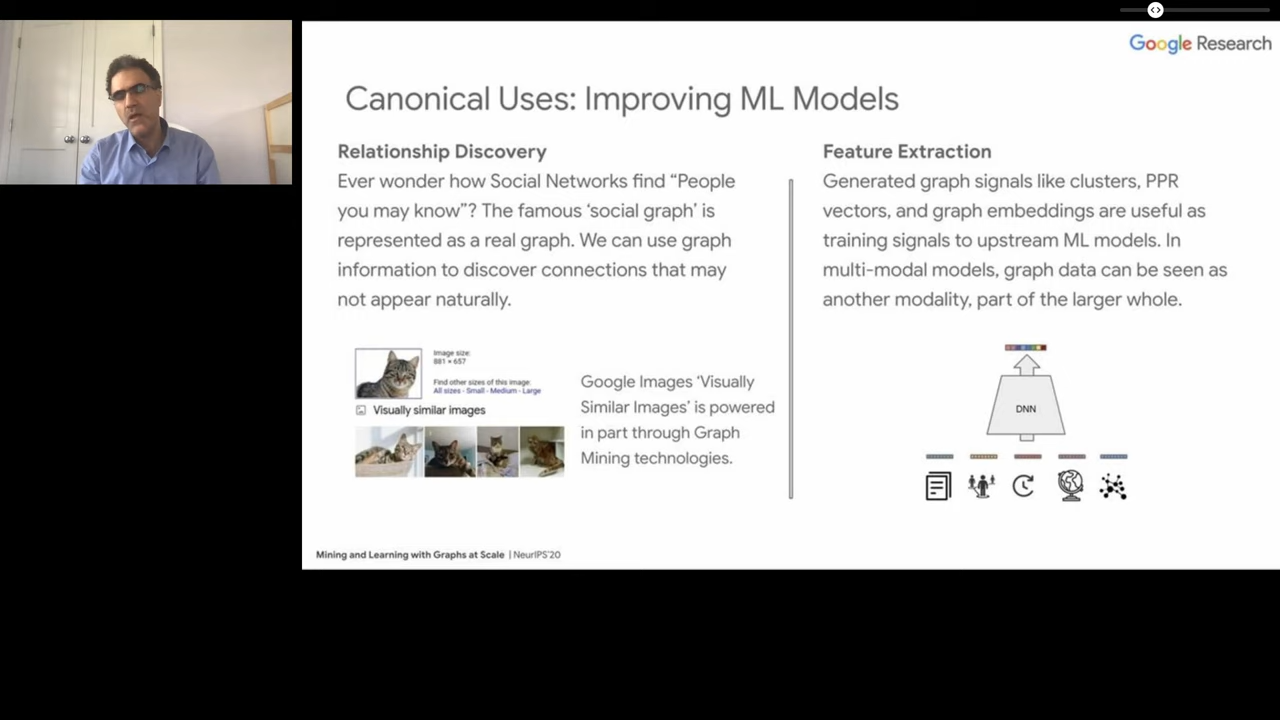 Google Research
Canonical Uses: Improving ML Models
Relationship Discovery
Ever wonder how Social Networks find “People
you may know”? The famous ‘social graph’ is
represented as a real graph. We can use graph
information to discover connections that may
not appear naturally.
Image size:
881 × 657
Find other sizes of this image:
All sizes - Small - Medium - Large
Visually similar images
Google Images ‘Visually
Similar Images’ is powered
in part through Graph
Mining technologies.
Feature Extraction
Generated graph signals like clusters, PPR
vectors, and graph embeddings are useful as
training signals to upstream ML models. In
multi-modal models, graph data can be seen as
another modality, part of the larger whole.
DNN
Mining and Learning with Graphs at Scale | NeurIPS'20